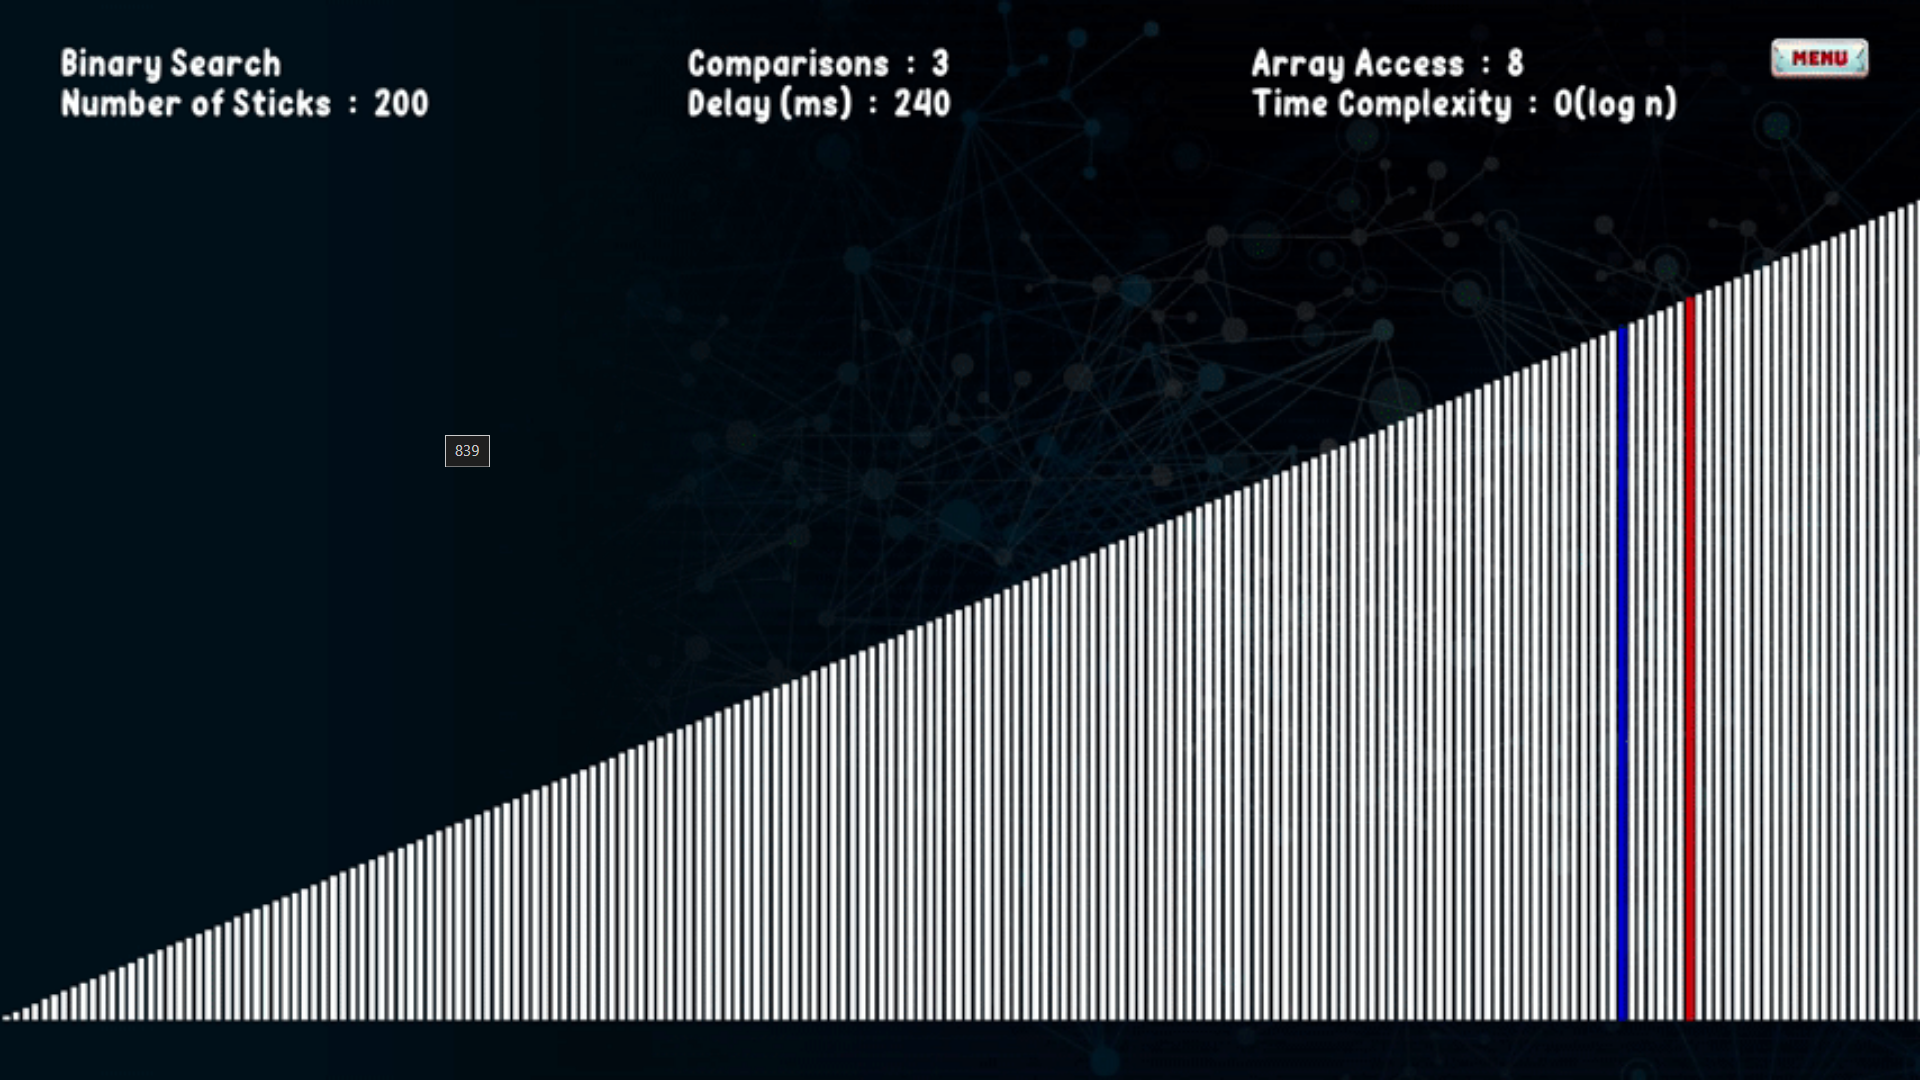 Binary Search
Number of Sticks : 200
Comparisons : 3
Delay (ms) : 240
Array Access : 8
Time Complexity : O(log n)
MENU
839